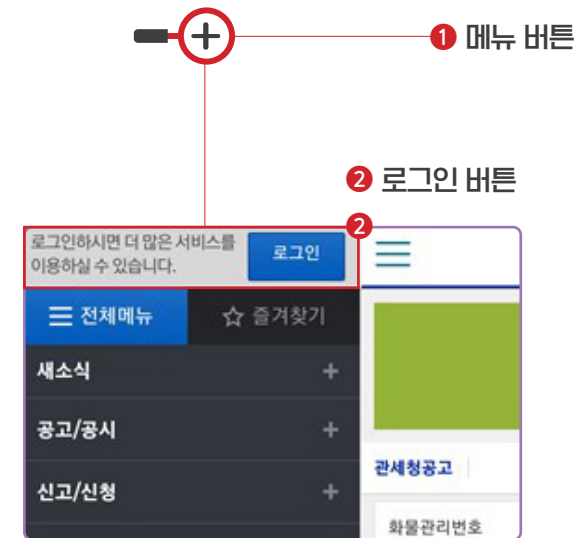 ❶ 메뉴 버튼
❷ 로그인 버튼
❷
로그인하시면 더 많은 서비스를
이용하실 수 있습니다.
로그인
전체메뉴
즐겨찾기
새소식
공고/공시
신고/신청
관세청공고
화물관리번호